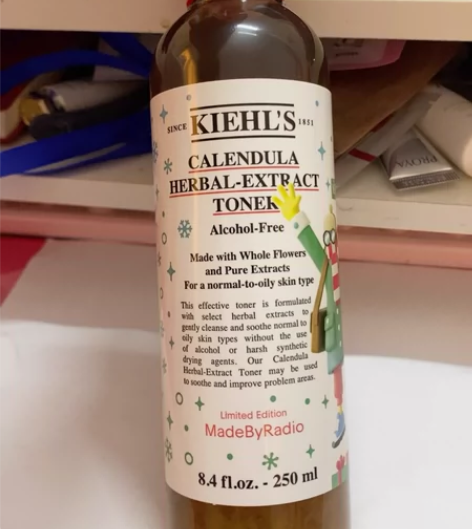 SINCE KIEHL'S 1851
CALENDULA
HERBAL-EXTRACT
TONER
Alcohol-Free
Made with Whole Flowers
and Pure Extracts
For a normal-to-oily skin type
This effective toner is formulated
with select herbal extracts to
gently cleanse and soothe normal to
oily skin types without the use
of alcohol or harsh synthetic
drying agents. Our Calendula
Herbal-Extract Toner may be used
to soothe and improve problem areas.
Limited Edition
MadeByRadio
8.4 fl.oz. - 250 ml
PROYA